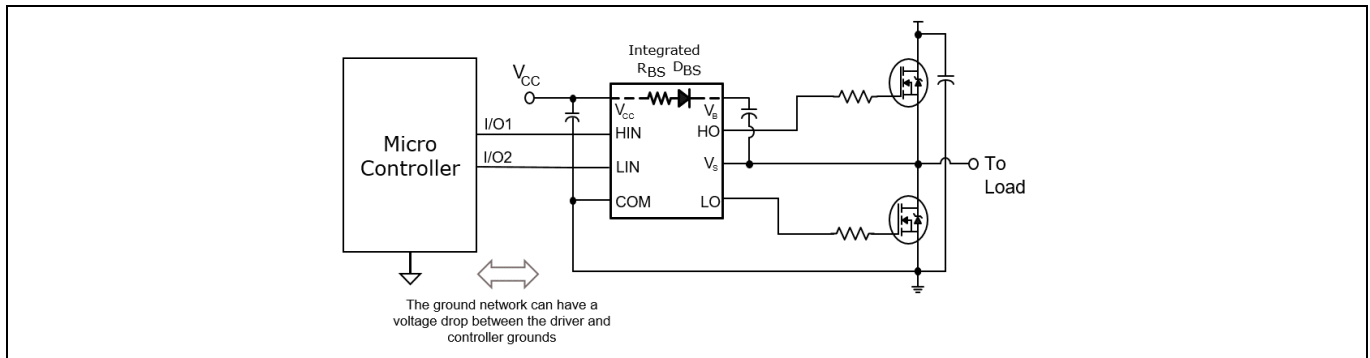 Integrated
R_BS D_BS
V_CC
V_CC
V_B
I/O1
HIN
HO
Micro
Controller
I/O2
LIN
V_S
To
Load
COM
LO
The ground network can have a
voltage drop between the driver and
controller grounds